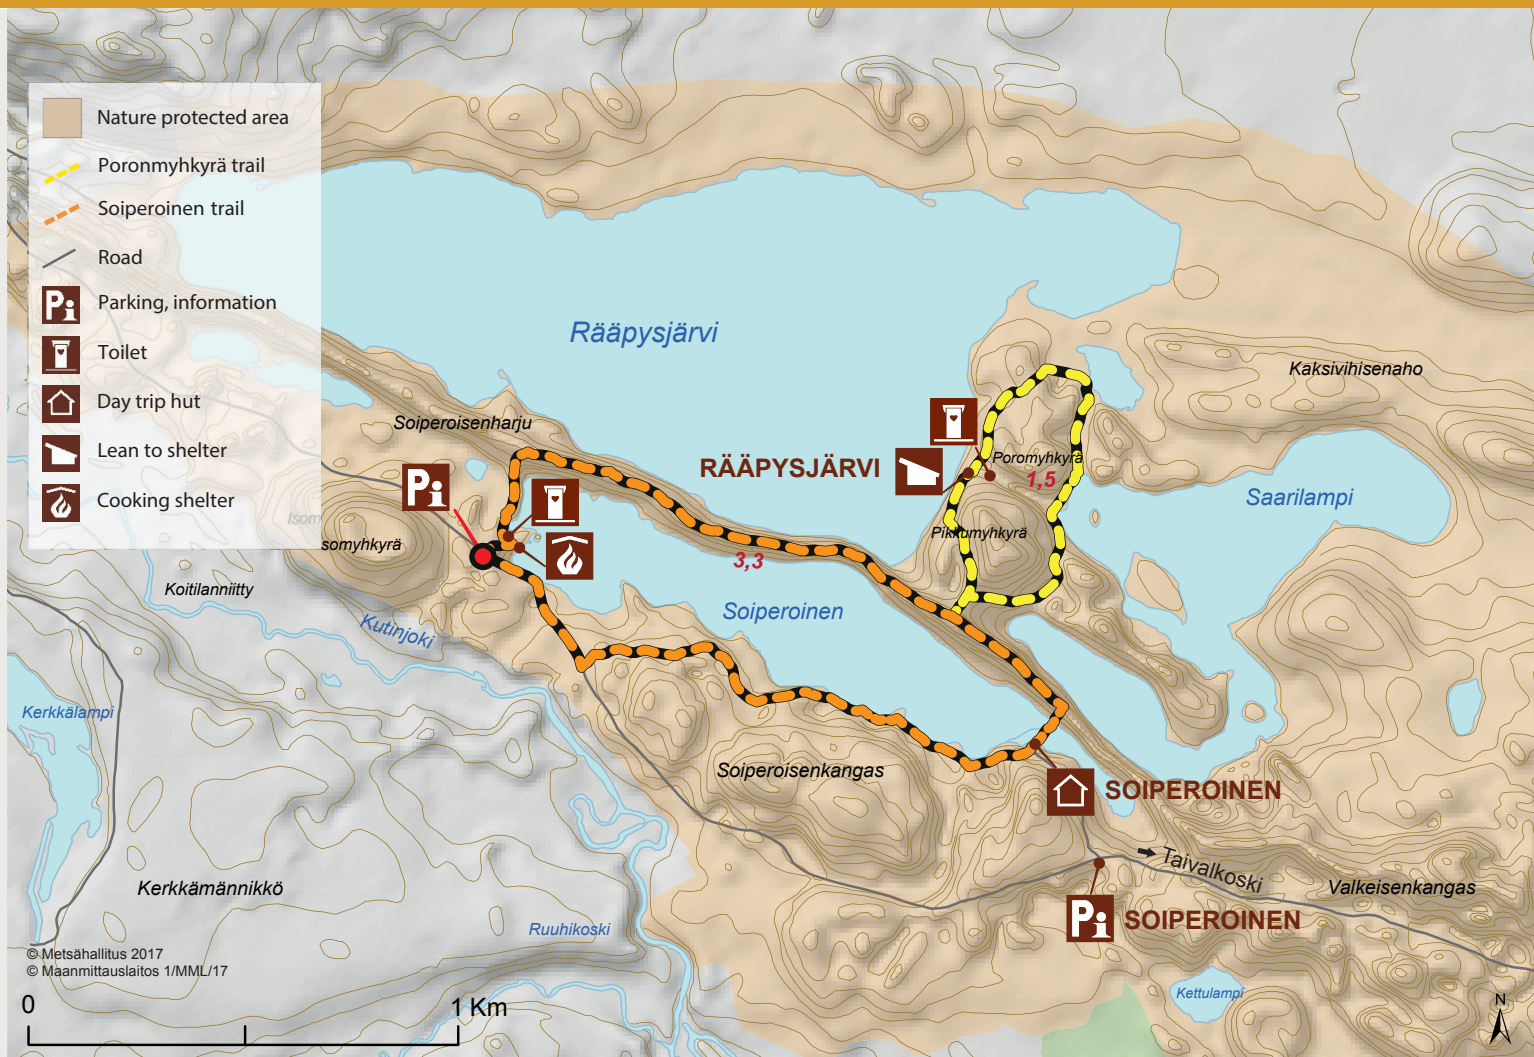 Nature protected area
Poronmyhkyrä trail
Soiperoinen trail
Road
Parking, information
Toilet
Day trip hut
Lean to shelter
Cooking shelter
Rääpysjärvi
Kaksivihisenaho
Soiperoisenharju
RÄÄPYSJÄRVI
Poromyhkyrä
1,5
Saarilampi
Pikkumyhkyrä
Isom
somyhkyrä
3,3
Koitilanniitty
Soiperoinen
Kutinjoki
Kerkkälampi
Soiperoisenkangas
SOIPEROINEN
Taivalkoski
Kerkkämännikkö
Valkeisenkangas
SOIPEROINEN
Ruuhikoski
© Metsähallitus 2017
© Maanmittauslaitos 1/MML/17
Kettulampi
0
1 Km
N